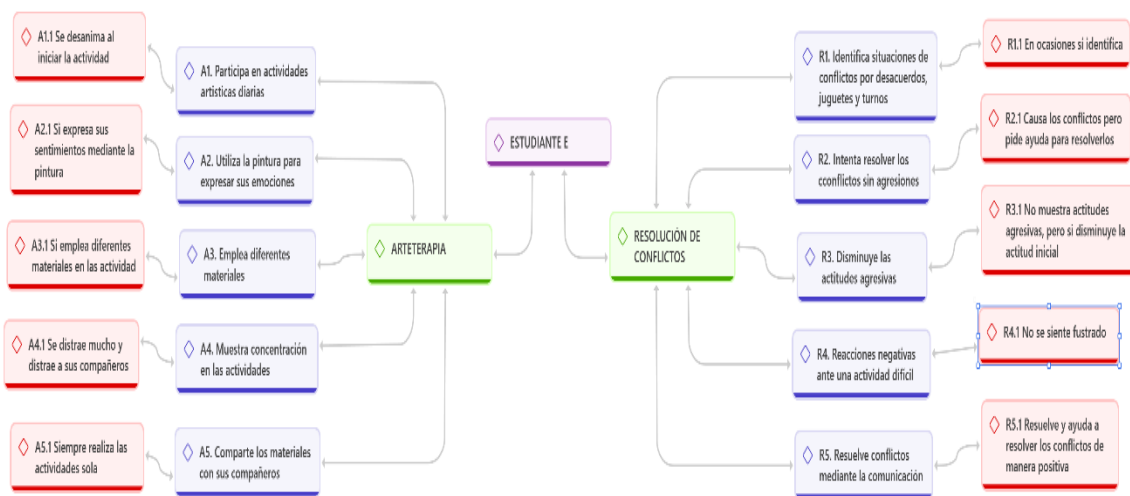 A1.1 Se desanima al
iniciar la actividad
A2.1 Si expresa sus
sentimientos mediante la
pintura
A3.1 Si emplea diferentes
materiales en las actividad
A4.1 Se distrae mucho y
distrae a sus compañeros
A5.1 Siempre realiza las
actividades sola
A1. Participa en actividades
artisticas diarias
A2. Utiliza la pintura para
expresar sus emociones
A3. Emplea diferentes
materiales
A4. Muestra concentración
en las actividades
A5. Comparte los materiales
con sus compañeros
ARTETERAPIA
ESTUDIANTE E
RESOLUCIÓN DE
CONFLICTOS
R1. Identifica situaciones de
conflictos por desacuerdos,
juguetes y turnos
R2. Intenta resolver los
cconflictos sin agresiones
R3. Disminuye las
actitudes agresivas
R4. Reacciones negativas
ante una actividad difícil
R5. Resuelve conflictos
mediante la comunicación
R1.1 En ocasiones si identifica
R2.1 Causa los conflictos pero
pide ayuda para resolverlos
R3.1 No muestra actitudes
agresivas, pero si disminuye la
actitud inicial
R4.1 No se siente fustrado
R5.1 Resuelve y ayuda a
resolver los conflictos de
manera positiva